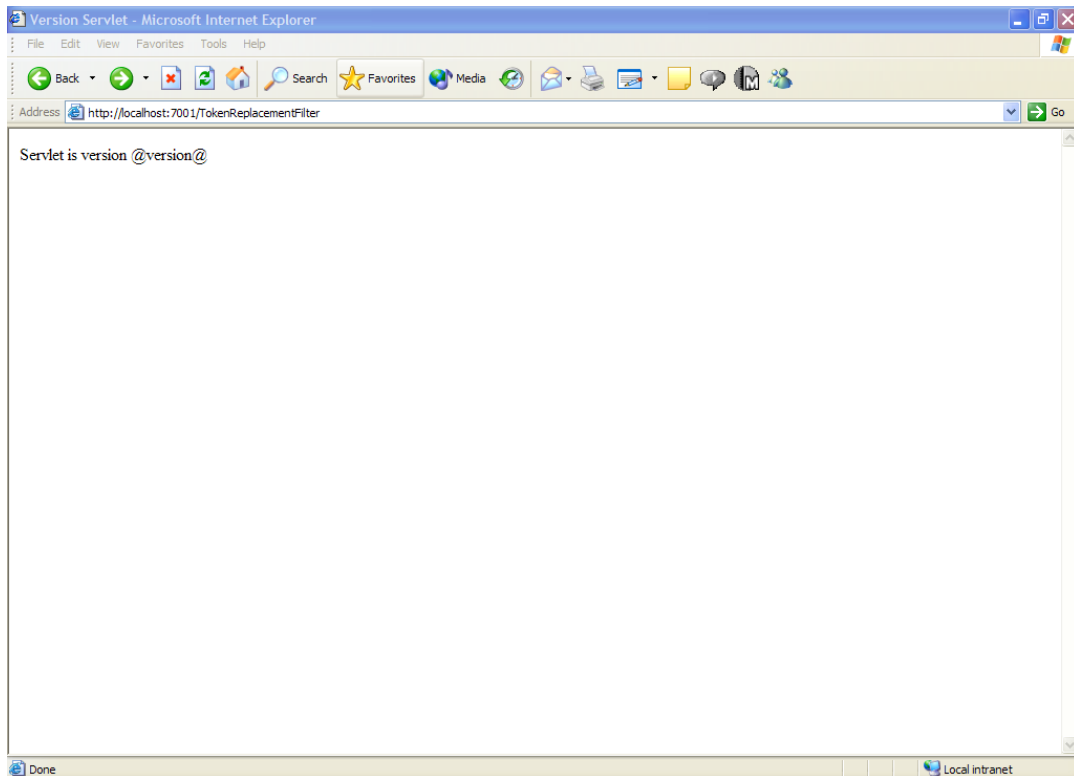 Version Servlet - Microsoft Internet Explorer
File Edit View Favorites Tools Help
Back Search Favorites Media
Address http://localhost:7001/TokenReplacementFilter Go
Servlet is version @version@
Done Local intranet